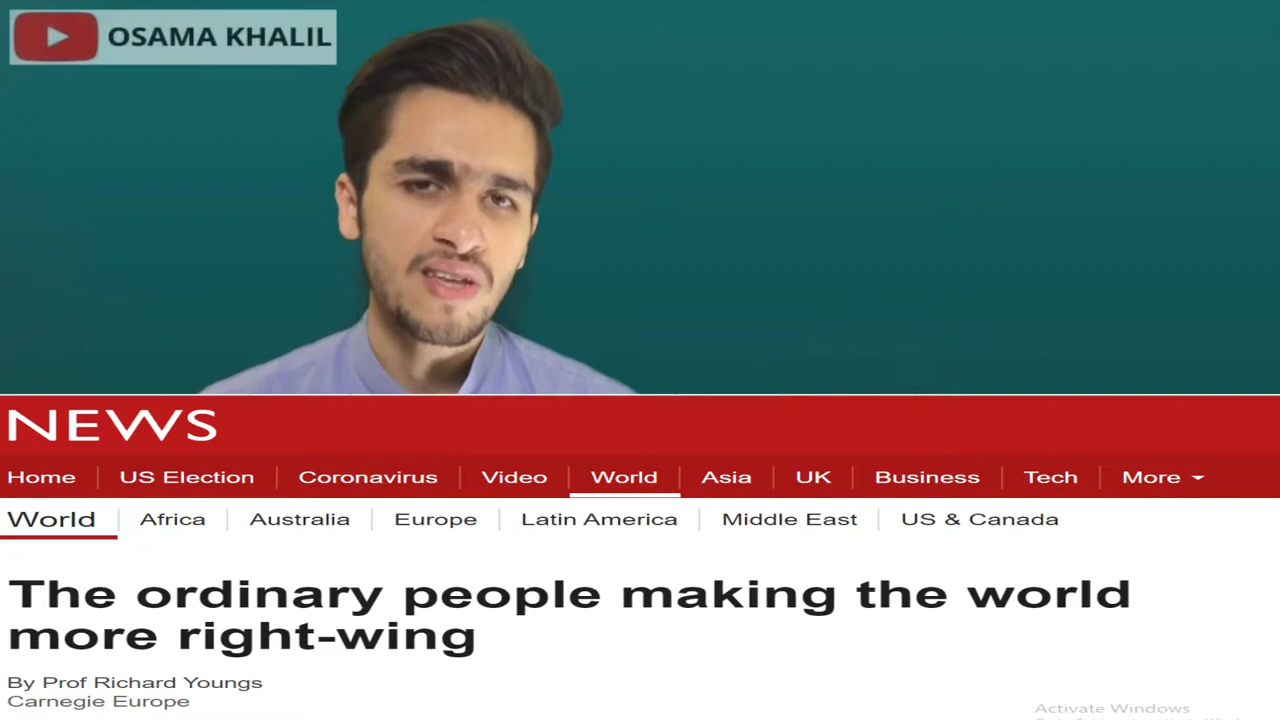 OSAMA KHALIL
NEWS
Home US Election Coronavirus Video World Asia UK Business Tech More
World Africa Australia Europe Latin America Middle East US & Canada
The ordinary people making the world
more right-wing
By Prof Richard Youngs
Carnegie Europe
Activate Windows